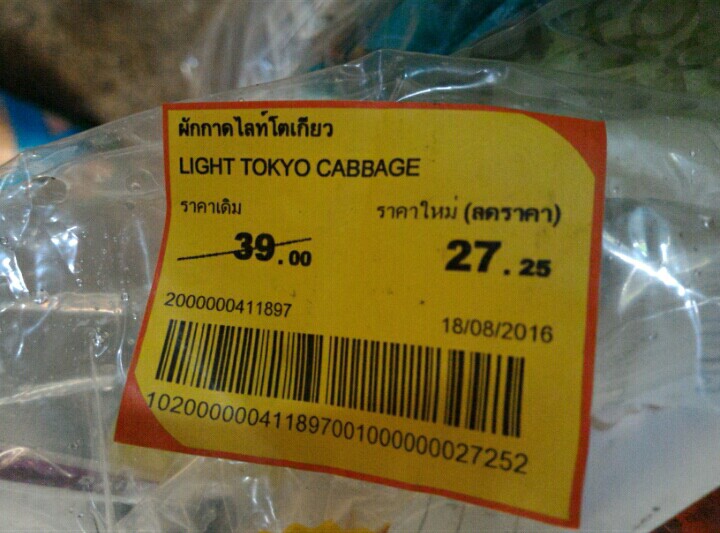 ผักกาดไลท์โตเกียว
LIGHT TOKYO CABBAGE
ราคาเดิม ราคาใหม่ (ลดราคา)
39.00 27.25
2000000411897 18/08/2016
102000000411897001000000027252